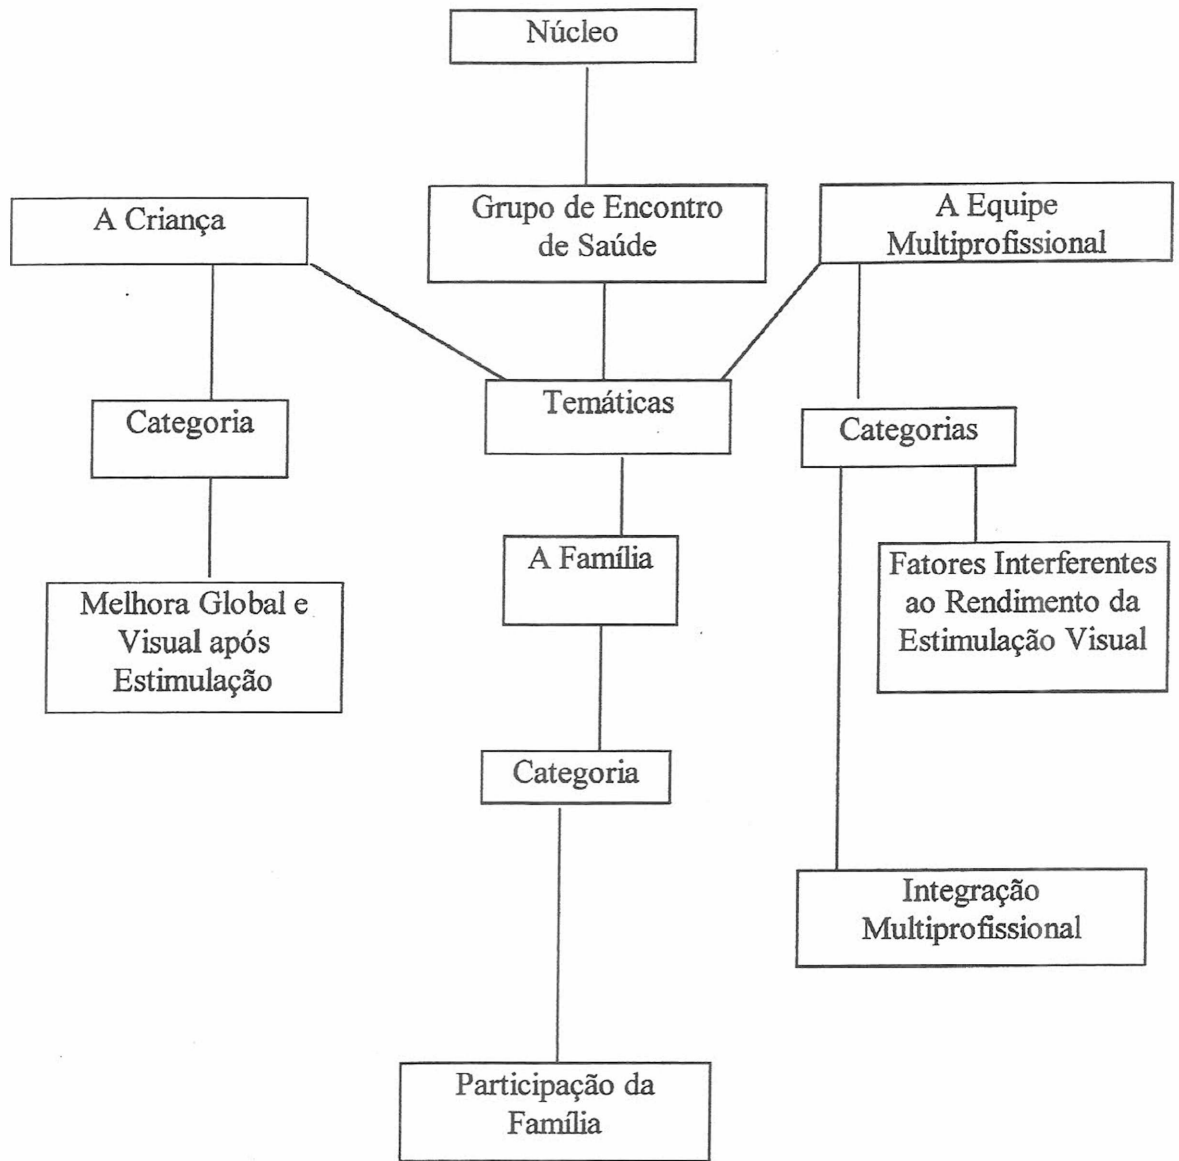 Núcleo
Grupo de Encontro
de Saúde
A Criança
A Equipe
Multiprofissional
Temáticas
Categoria
Categorias
A Família
Fatores Interferentes
ao Rendimento da
Estimulação Visual
Melhora Global e
Visual após
Estimulação
Categoria
Integração
Multiprofissional
Participação da
Família